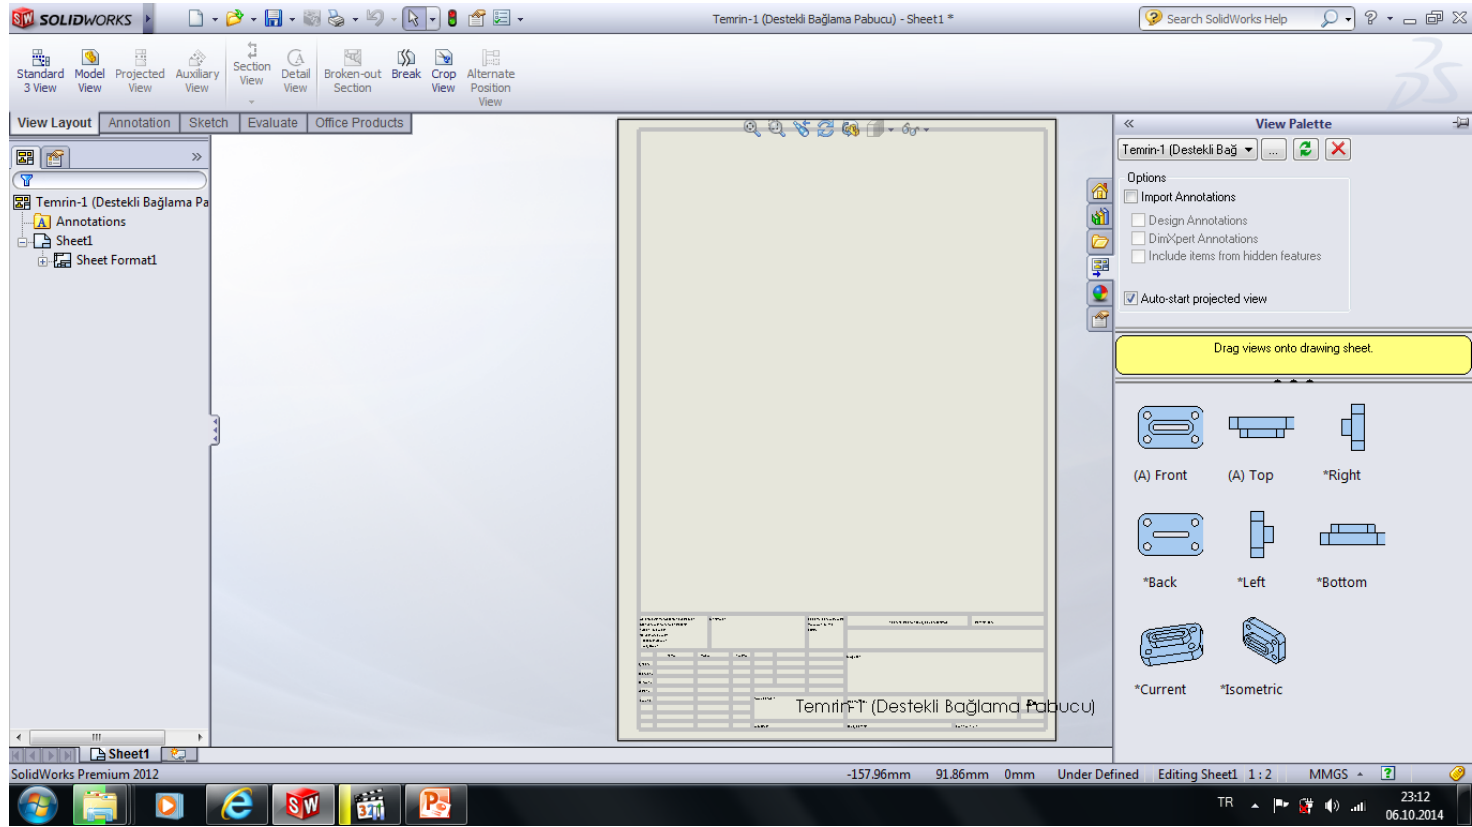 SOLIDWORKS
Temrin-1 (Destekli Bağlama Pabucu) - Sheet1 *
Search SolidWorks Help
Standard 3 View
Model View
Projected View
Auxiliary View
Section View
Detail View
Broken-out Section
Break
Crop View
Alternate Position View
View Layout
Annotation
Sketch
Evaluate
Office Products
Temrin-1 (Destekli Bağlama Pa
Annotations
Sheet1
Sheet Format1
Temrin-1 (Destekli Bağlama Pabucu)
View Palette
Temrin-1 (Destekli Bağ
...
Options
Import Annotations
Design Annotations
DimXpert Annotations
Include items from hidden features
Auto-start projected view
Drag views onto drawing sheet.
(A) Front
(A) Top
*Right
*Back
*Left
*Bottom
*Current
*Isometric
Sheet1
SolidWorks Premium 2012
-157.96mm 91.86mm 0mm Under Defined Editing Sheet1 1 : 2 MMGS
321
TR
23:12
06.10.2014